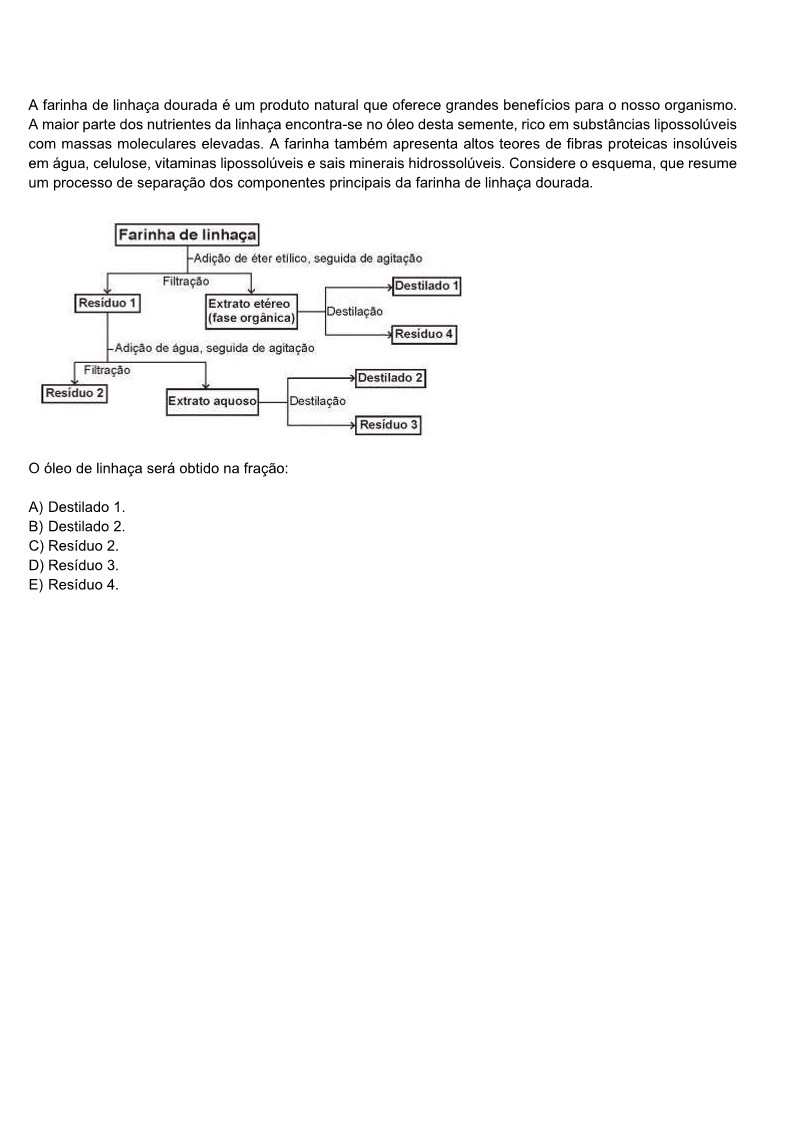 A farinha de linhaça dourada é um produto natural que oferece grandes benefícios para o nosso organismo.
A maior parte dos nutrientes da linhaça encontra-se no óleo desta semente, rico em substâncias lipossolúveis
com massas moleculares elevadas. A farinha também apresenta altos teores de fibras proteicas insolúveis
em água, celulose, vitaminas lipossolúveis e sais minerais hidrossolúveis. Considere o esquema, que resume
um processo de separação dos componentes principais da farinha de linhaça dourada.
Farinha de linhaça
Adição de éter etílico, seguida de agitação
Filtração
Resíduo 1
Extrato etéreo
(fase orgânica)
Destilação
Destilado 1
Resíduo 4
Adição de água, seguida de agitação
Filtração
Resíduo 2
Extrato aquoso
Destilação
Destilado 2
Resíduo 3
O óleo de linhaça será obtido na fração:
A) Destilado 1.
B) Destilado 2.
C) Resíduo 2.
D) Resíduo 3.
E) Resíduo 4.